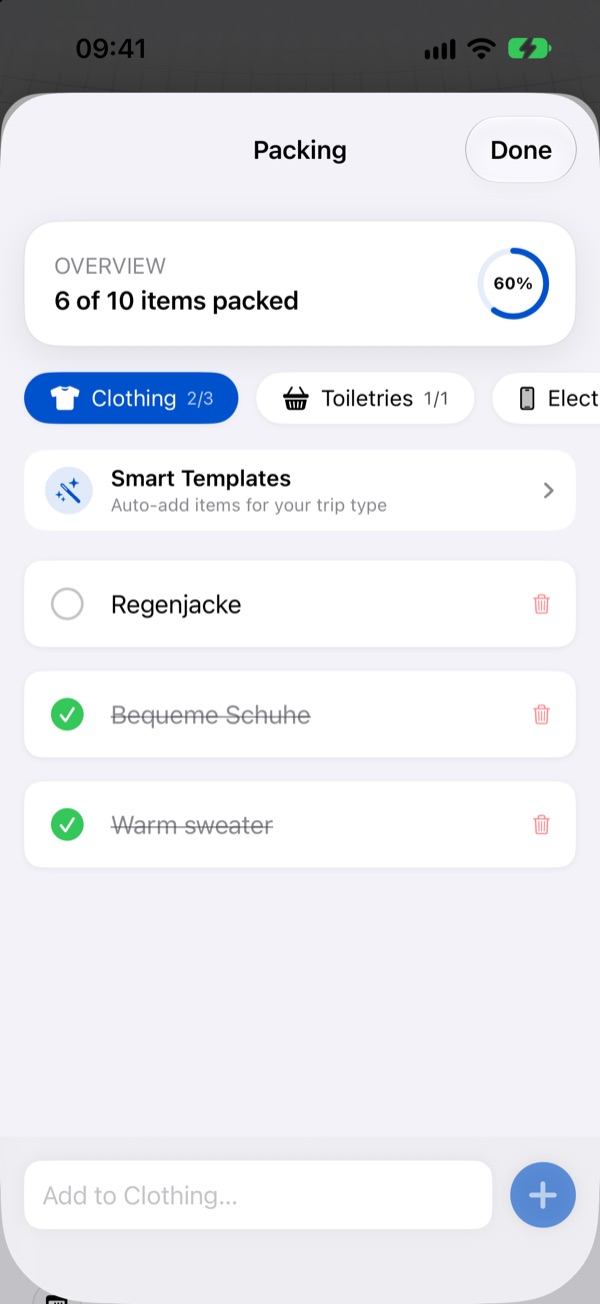 09:41
Packing
Done
OVERVIEW
6 of 10 items packed
60%
Clothing 2/3
Toiletries 1/1
Elect
Smart Templates
Auto-add items for your trip type
Regenjacke
Bequeme Schuhe
Warm sweater
Add to Clothing...